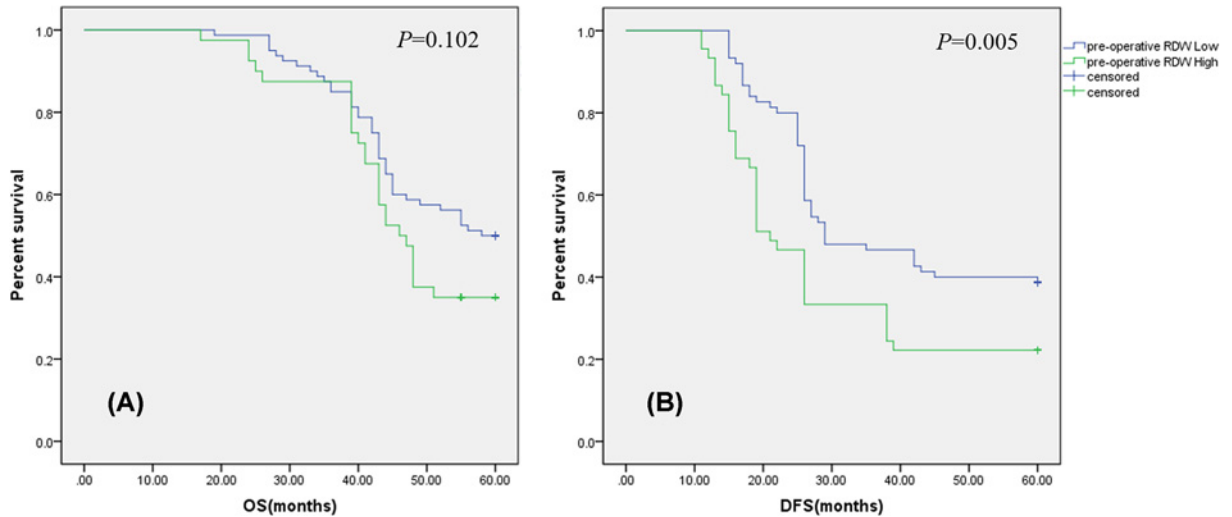 P=0.102
1.0
0.8
0.6
0.4
0.2
0.0
Percent survival
.00 10.00 20.00 30.00 40.00 50.00 60.00
OS(months)
(A)
P=0.005
1.0
0.8
0.6
0.4
0.2
0.0
Percent survival
.00 10.00 20.00 30.00 40.00 50.00 60.00
DFS(months)
(B)
pre-operative RDW Low
pre-operative RDW High
censored
censored